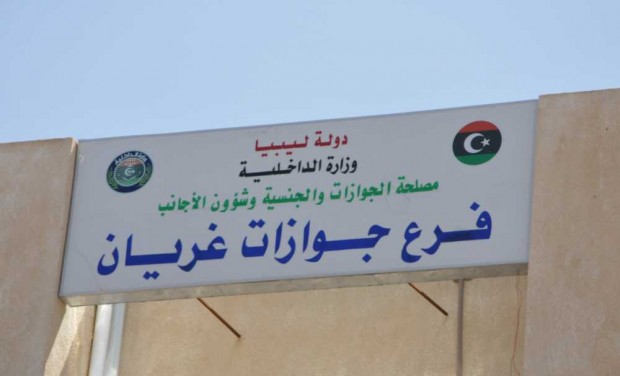 دولة ليبيا
وزارة الداخلية
مصلحة الجوازات والجنسية وشؤون الأجانب
فرع جوازات غريان